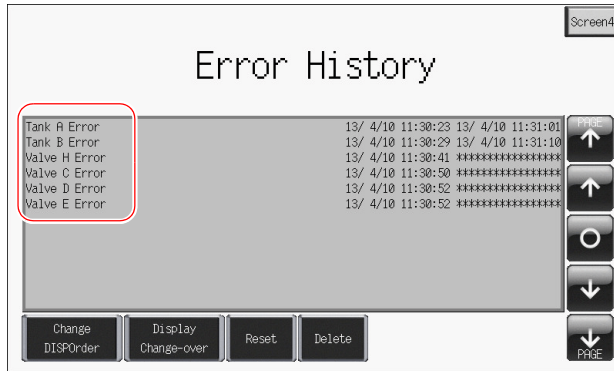 Screen4
Error History
Tank A Error 13/ 4/10 11:30:23 13/ 4/10 11:31:01
Tank B Error 13/ 4/10 11:30:29 13/ 4/10 11:31:10
Valve H Error 13/ 4/10 11:30:41 *****************
Valve C Error 13/ 4/10 11:30:50 *****************
Valve D Error 13/ 4/10 11:30:52 *****************
Valve E Error 13/ 4/10 11:30:52 *****************
PAGE
Change
DISPOrder
Display
Change-over
Reset
Delete
PAGE